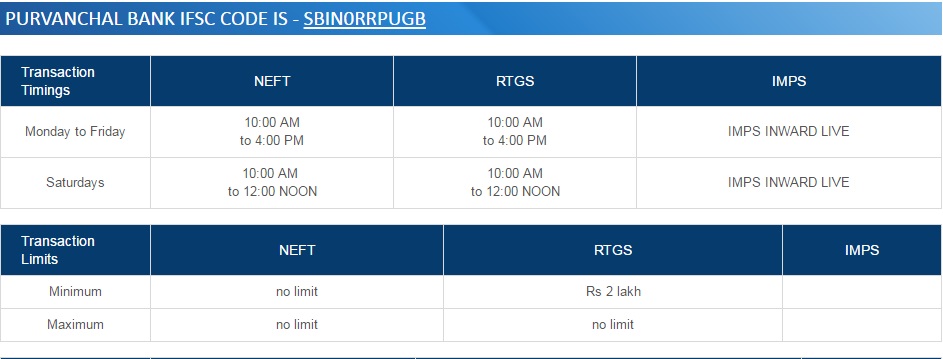 PURVANCHAL BANK IFSC CODE IS - SBIN0RRPUGB
Transaction Timings NEFT RTGS IMPS
Monday to Friday 10:00 AM to 4:00 PM 10:00 AM to 4:00 PM IMPS INWARD LIVE
Saturdays 10:00 AM to 12:00 NOON 10:00 AM to 12:00 NOON IMPS INWARD LIVE
Transaction Limits NEFT RTGS IMPS
Minimum no limit Rs 2 lakh
Maximum no limit no limit